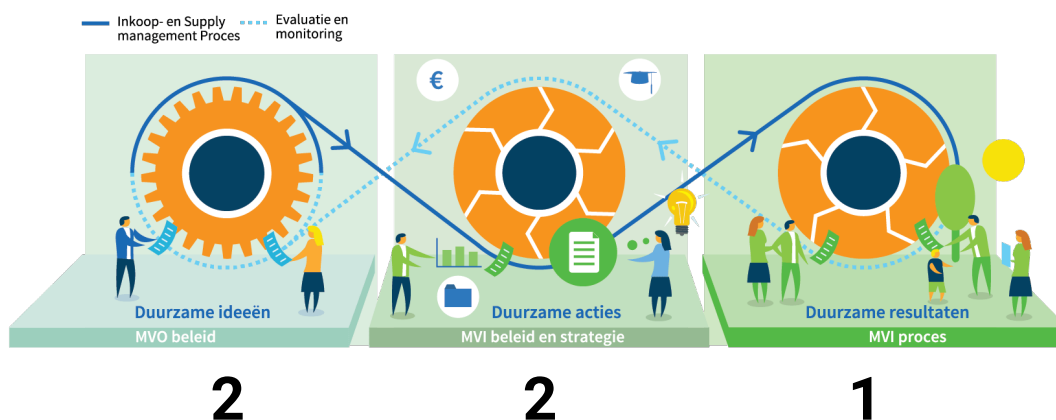 Inkoop- en Supply
management Proces
Evaluatie en
monitoring
€
Duurzame ideeën
Duurzame acties
Duurzame resultaten
MVO beleid
MVI beleid en strategie
MVI proces
2
2
1